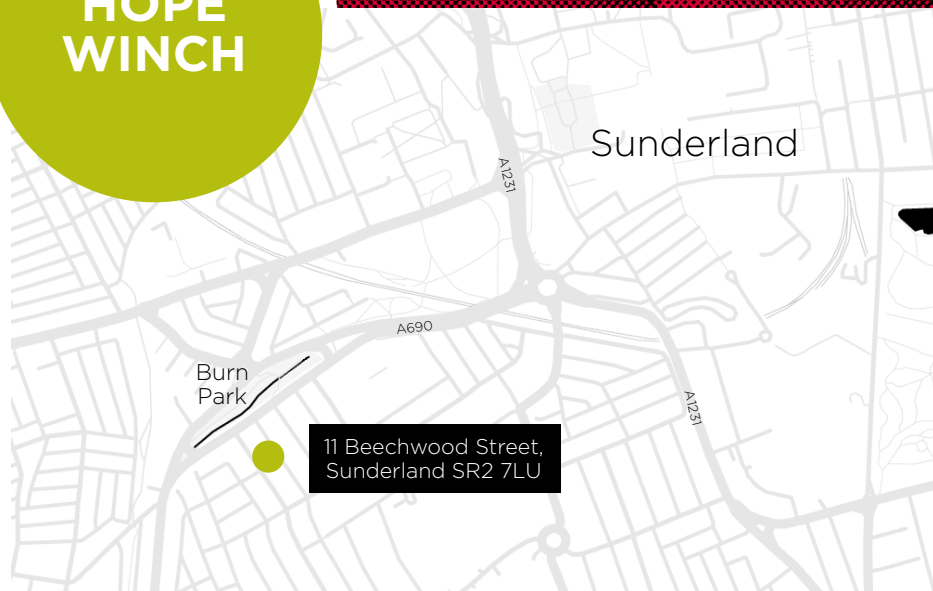 HOPE
WINCH
Sunderland
A1231
A690
Burn
Park
A1231
11 Beechwood Street,
Sunderland SR2 7LU